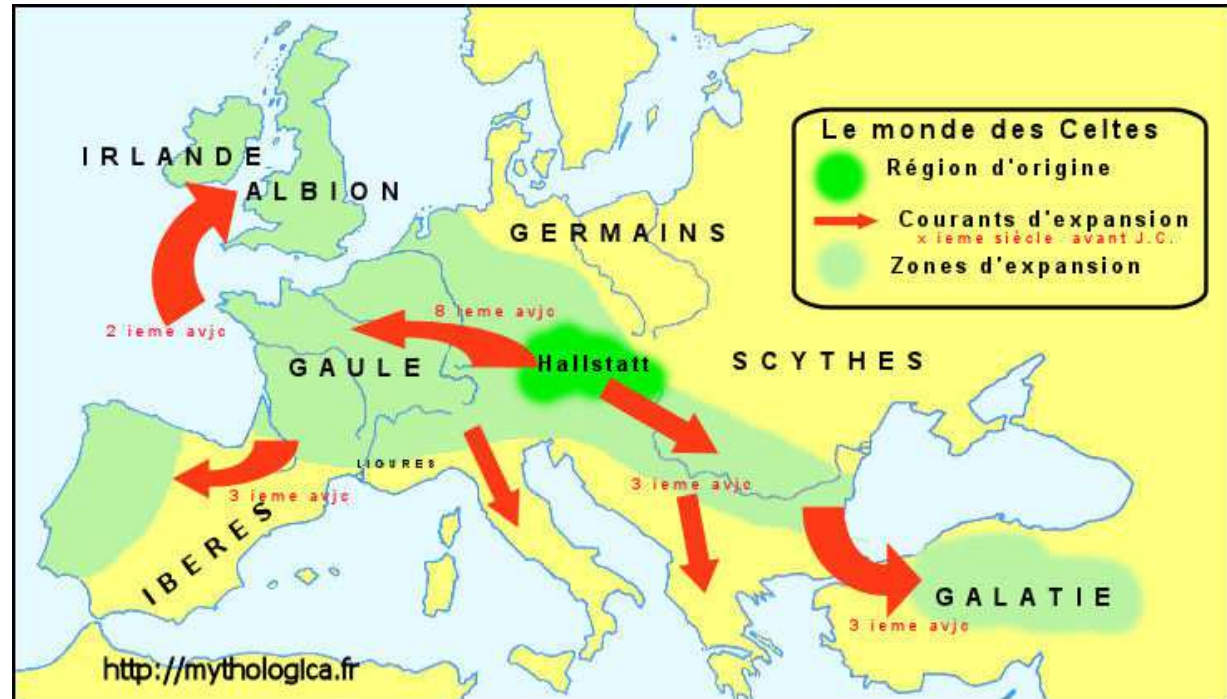 Le monde des Celtes
Région d'origine
Courants d'expansion
x ieme siècle avant J.C.
Zones d'expansion
IRLANDE
ALBION
GERMAINS
2 ieme avjc
8 ieme avjc
GAULE
Hallstatt
SCYTHES
LIGURES
3 ieme avjc
3 ieme avjc
IBERES
GALATIE
3 ieme avjc
http://mythologica.fr